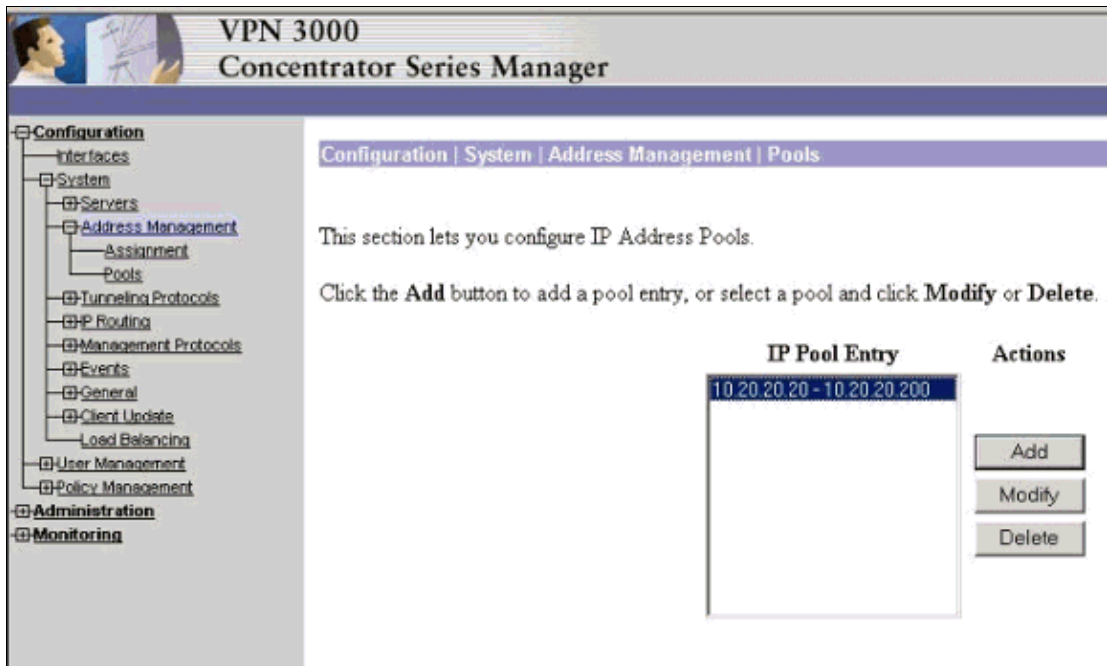 VPN 3000
Concentrator Series Manager
Configuration
Interfaces
System
Servers
Address Management
Assignment
Pools
Tunneling Protocols
IP Routing
Management Protocols
Events
General
Client Update
Load Balancing
User Management
Policy Management
Administration
Monitoring
Configuration | System | Address Management | Pools
This section lets you configure IP Address Pools.
Click the Add button to add a pool entry, or select a pool and click Modify or Delete.
IP Pool Entry
Actions
10.20.20.20 - 10.20.20.200
Add
Modify
Delete